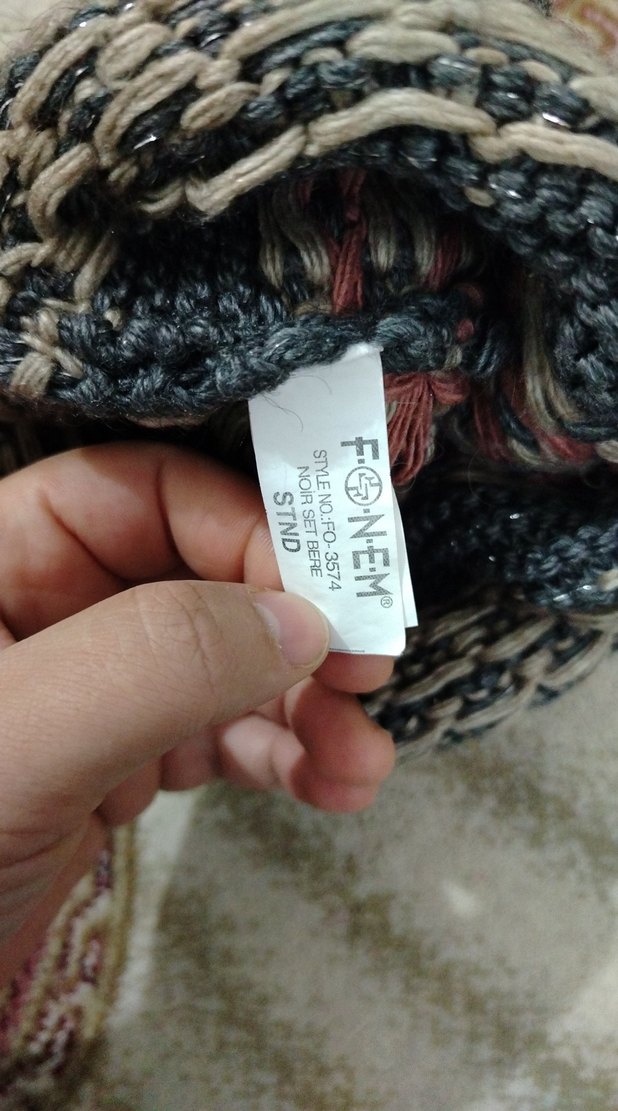 F·O·N·E·M®
STYLE NO.:FO-3574
NOIR SET BERE
STND